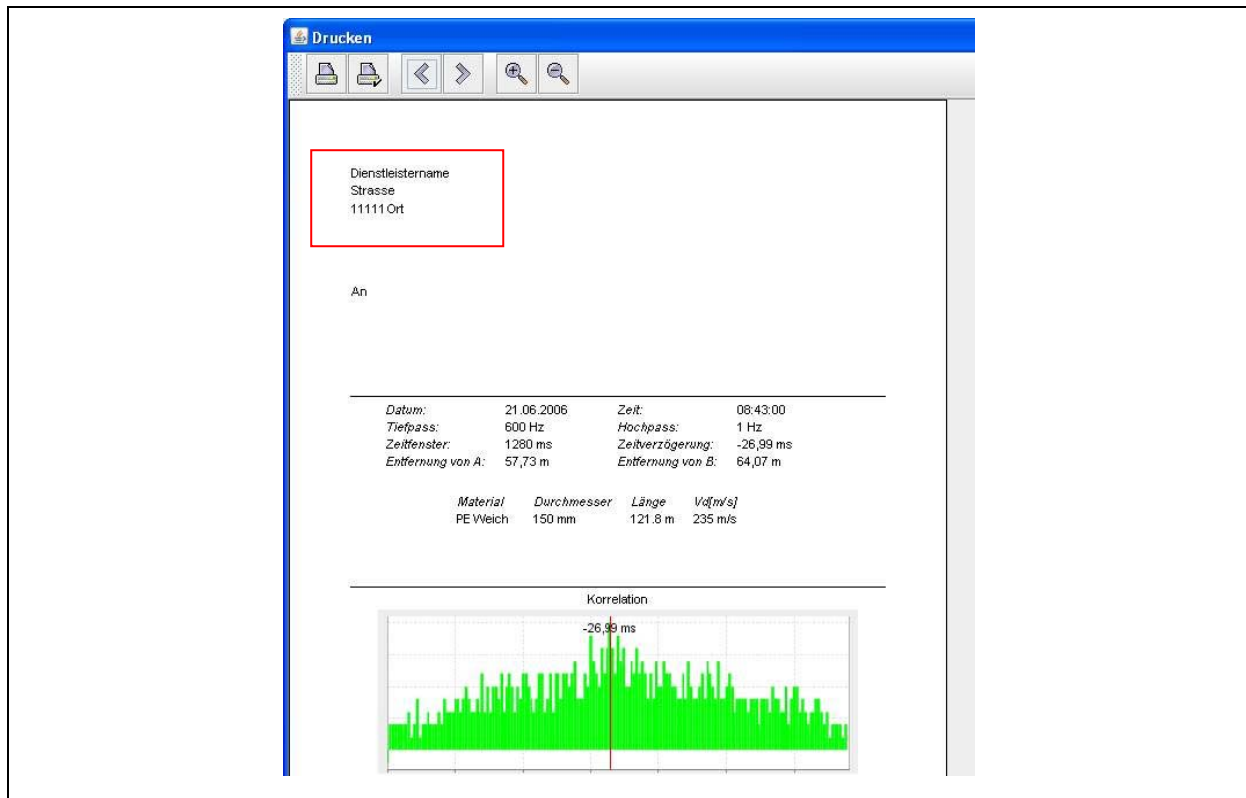 Drucken
Dienstleistername
Strasse
11111 Ort
An
Datum: 21.06.2006 Zeit: 08:43:00
Tiefpass: 600 Hz Hochpass: 1 Hz
Zeitfenster: 1280 ms Zeitverzögerung: -26,99 ms
Entfernung von A: 57,73 m Entfernung von B: 64,07 m
Material Durchmesser Länge Vd[m/s]
PE Weich 150 mm 121.8 m 235 m/s
Korrelation
-26,99 ms